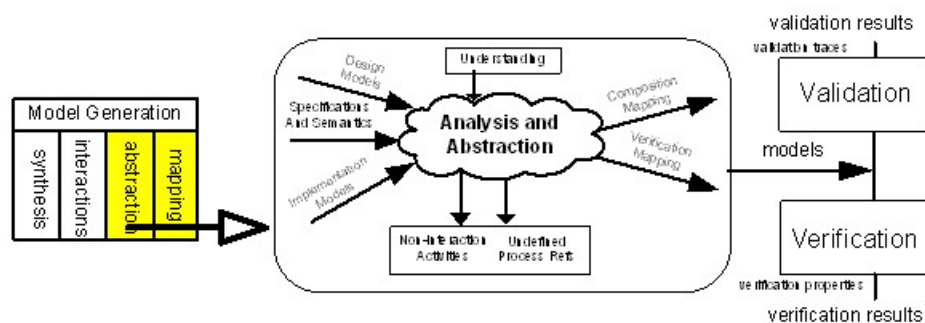 Model Generation
synthesis
interactions
abstraction
mapping
Understanding
Design
Models
Specifications
And Semantics
Implementation
Models
Analysis and
Abstraction
Composition
Mapping
Verification
Mapping
Non-Interaction
Activities
Undefined
Process Refs
models
validation results
validation traces
Validation
Verification
verification properties
verification results